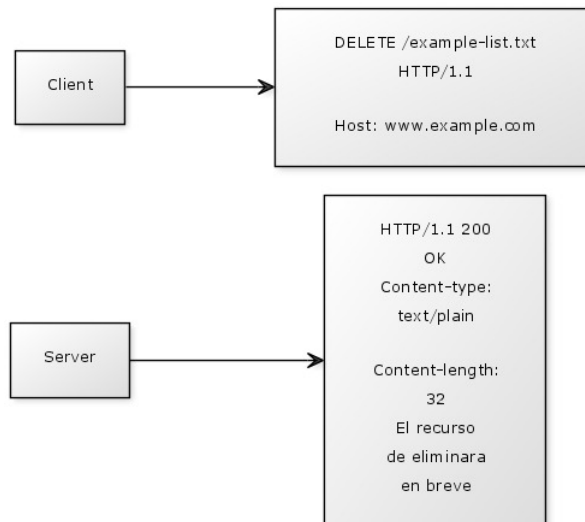 Client
DELETE /example-list.txt
HTTP/1.1
Host: www.example.com
Server
HTTP/1.1 200
OK
Content-type:
text/plain
Content-length:
32
El recurso
de eliminara
en breve